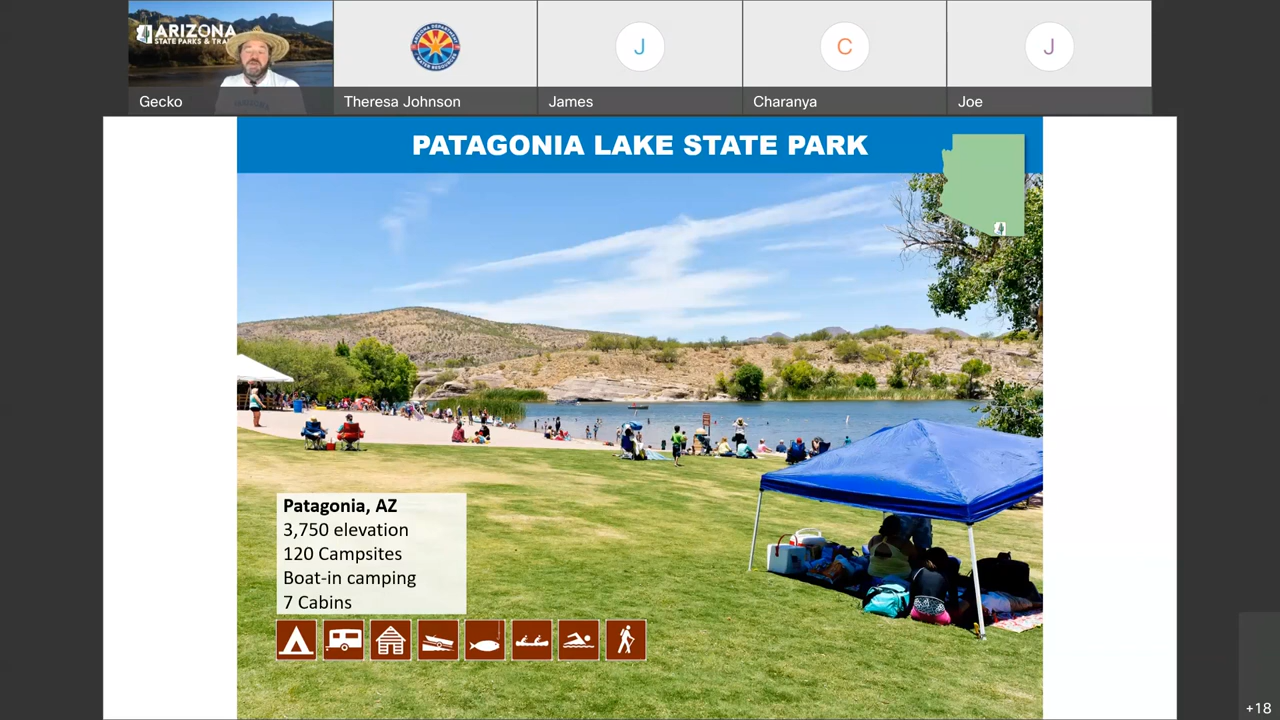 ARIZONA
STATE PARKS & TRA
Gecko
Theresa Johnson
J
James
C
Charanya
J
Joe
PATAGONIA LAKE STATE PARK
Patagonia, AZ
3,750 elevation
120 Campsites
Boat-in camping
7 Cabins
+18